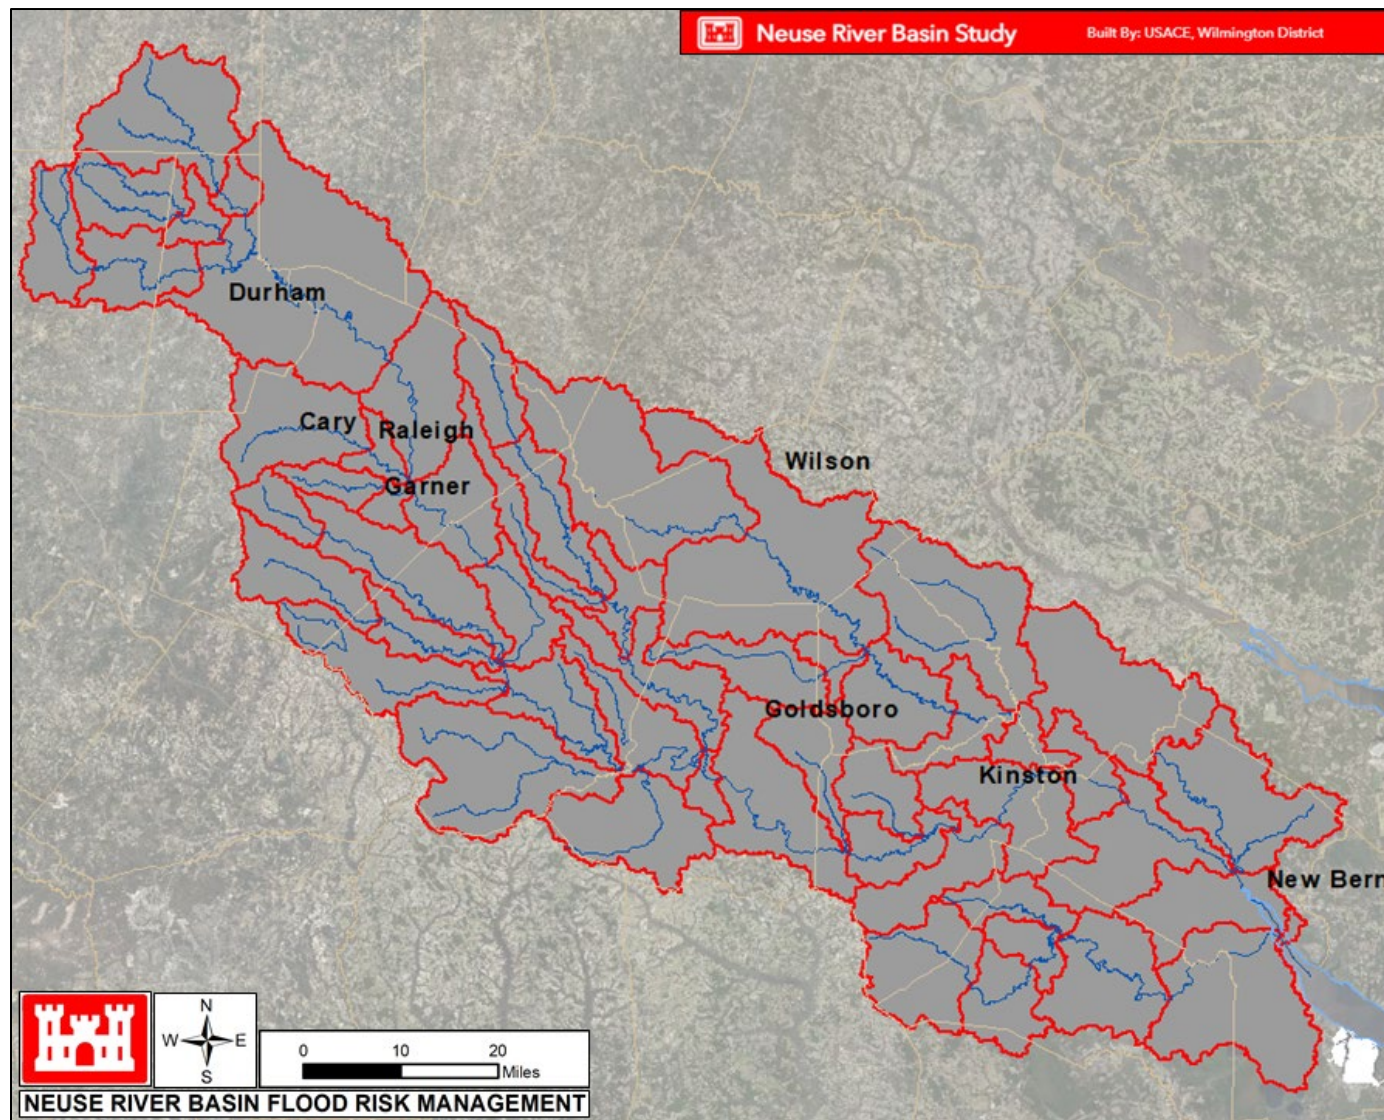 Neuse River Basin Study
Built By: USACE, Wilmington District
Durham
Cary
Raleigh
Wilson
Garner
Goldsboro
Kinston
New Bern
N
W
E
S
0 10 20
Miles
NEUSE RIVER BASIN FLOOD RISK MANAGEMENT